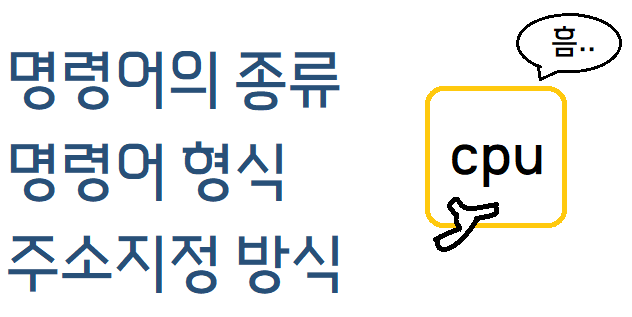 명령어의 종류
명령어 형식
주소지정 방식
흠..
cpu